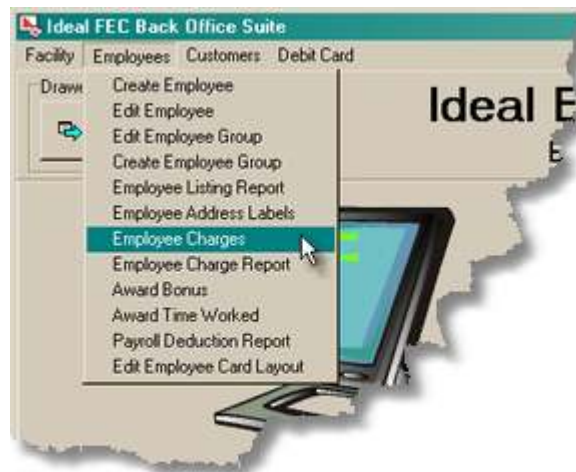 Ideal FEC Back Office Suite
Facility Employees Customers Debit Card
Create Employee
Edit Employee
Edit Employee Group
Create Employee Group
Employee Listing Report
Employee Address Labels
Employee Charges
Employee Charge Report
Award Bonus
Award Time Worked
Payroll Deduction Report
Edit Employee Card Layout
Ideal